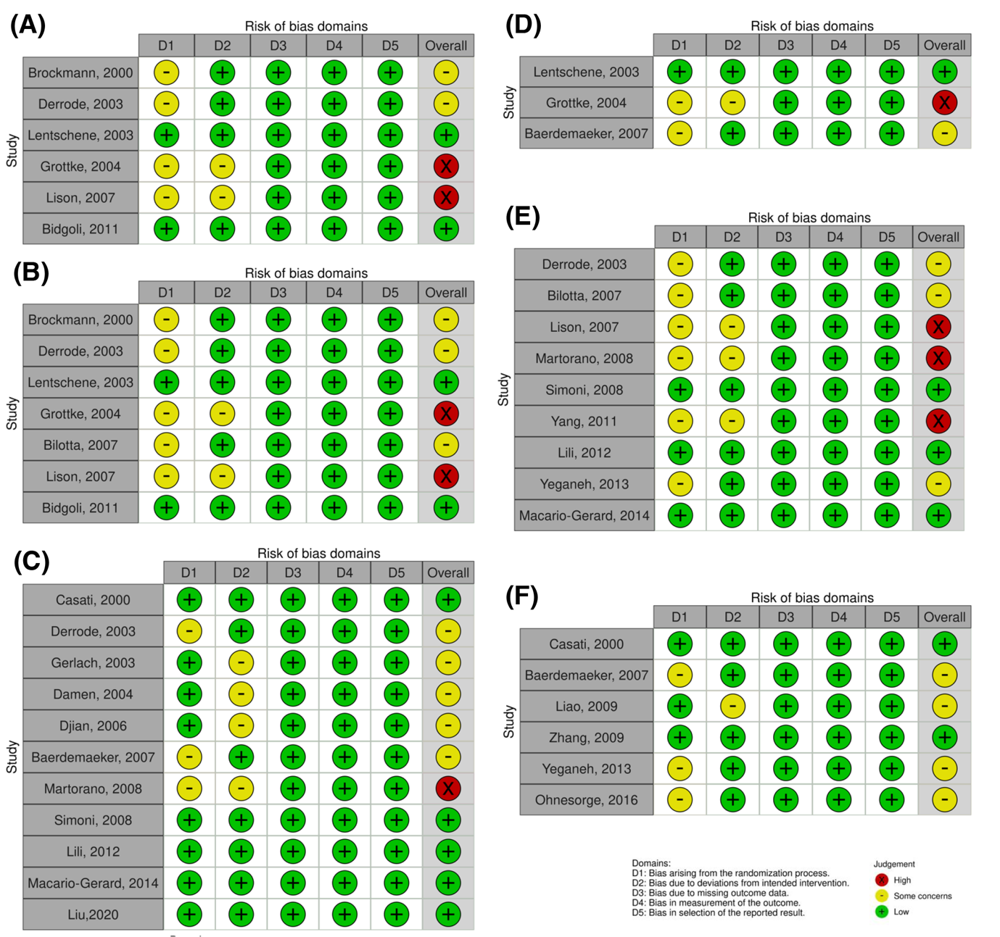 (A)
Risk of bias domains
D1 D2 D3 D4 D5 Overall
Study
Brockmann, 2000 - + + + + -
Derrode, 2003 - + + + + -
Lentschene, 2003 + + + + + +
Grottke, 2004 - - + + + X
Lison, 2007 - - + + + X
Bidgoli, 2011 + + + + + +
(B)
Risk of bias domains
D1 D2 D3 D4 D5 Overall
Study
Brockmann, 2000 - + + + + -
Derrode, 2003 - + + + + -
Lentschene, 2003 + + + + + +
Grottke, 2004 - - + + + X
Bilotta, 2007 - + + + + -
Lison, 2007 - - + + + X
Bidgoli, 2011 + + + + + +
(C)
Risk of bias domains
D1 D2 D3 D4 D5 Overall
Study
Casati, 2000 + + + + + +
Derrode, 2003 - + + + + -
Gerlach, 2003 + - + + + -
Damen, 2004 + - + + + -
Djian, 2006 + - + + + -
Baerdemaeker, 2007 - + + + + -
Martorano, 2008 - - + + + X
Simoni, 2008 + + + + + +
Lili, 2012 + + + + + +
Macario-Gerard, 2014 + + + + + +
Liu,2020 + + + + + +
(D)
Risk of bias domains
D1 D2 D3 D4 D5 Overall
Study
Lentschene, 2003 + + + + + +
Grottke, 2004 - - + + + X
Baerdemaeker, 2007 - + + + + -
(E)
Risk of bias domains
D1 D2 D3 D4 D5 Overall
Study
Derrode, 2003 - + + + + -
Bilotta, 2007 - + + + + -
Lison, 2007 - - + + + X
Martorano, 2008 - - + + + X
Simoni, 2008 + + + + + +
Yang, 2011 - - + + + X
Lili, 2012 + + + + + +
Yeganeh, 2013 - + + + + -
Macario-Gerard, 2014 + + + + + +
(F)
Risk of bias domains
D1 D2 D3 D4 D5 Overall
Study
Casati, 2000 + + + + + +
Baerdemaeker, 2007 - + + + + -
Liao, 2009 + - + + + -
Zhang, 2009 + + + + + +
Yeganeh, 2013 - + + + + -
Ohnesorge, 2016 - + + + + -
Domains:
D1: Bias arising from the randomization process.
D2: Bias due to deviations from intended intervention.
D3: Bias due to missing outcome data.
D4: Bias in measurement of the outcome.
D5: Bias in selection of the reported result.
Judgement
X High
- Some concerns
+ Low